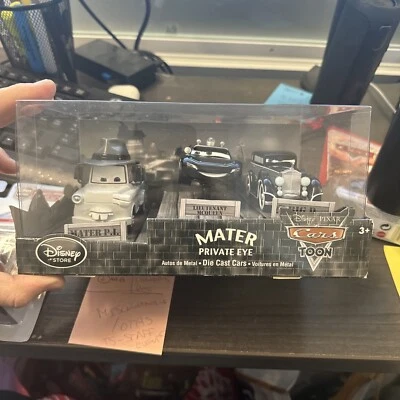 MATER P.I.
LIEUTENANT
MCQUEEN
MATER
PRIVATE EYE
Autos de Metal • Die Cast Cars • Voitures en Métal
Disney
STORE
Disney PIXAR
Cars
TOON
3+